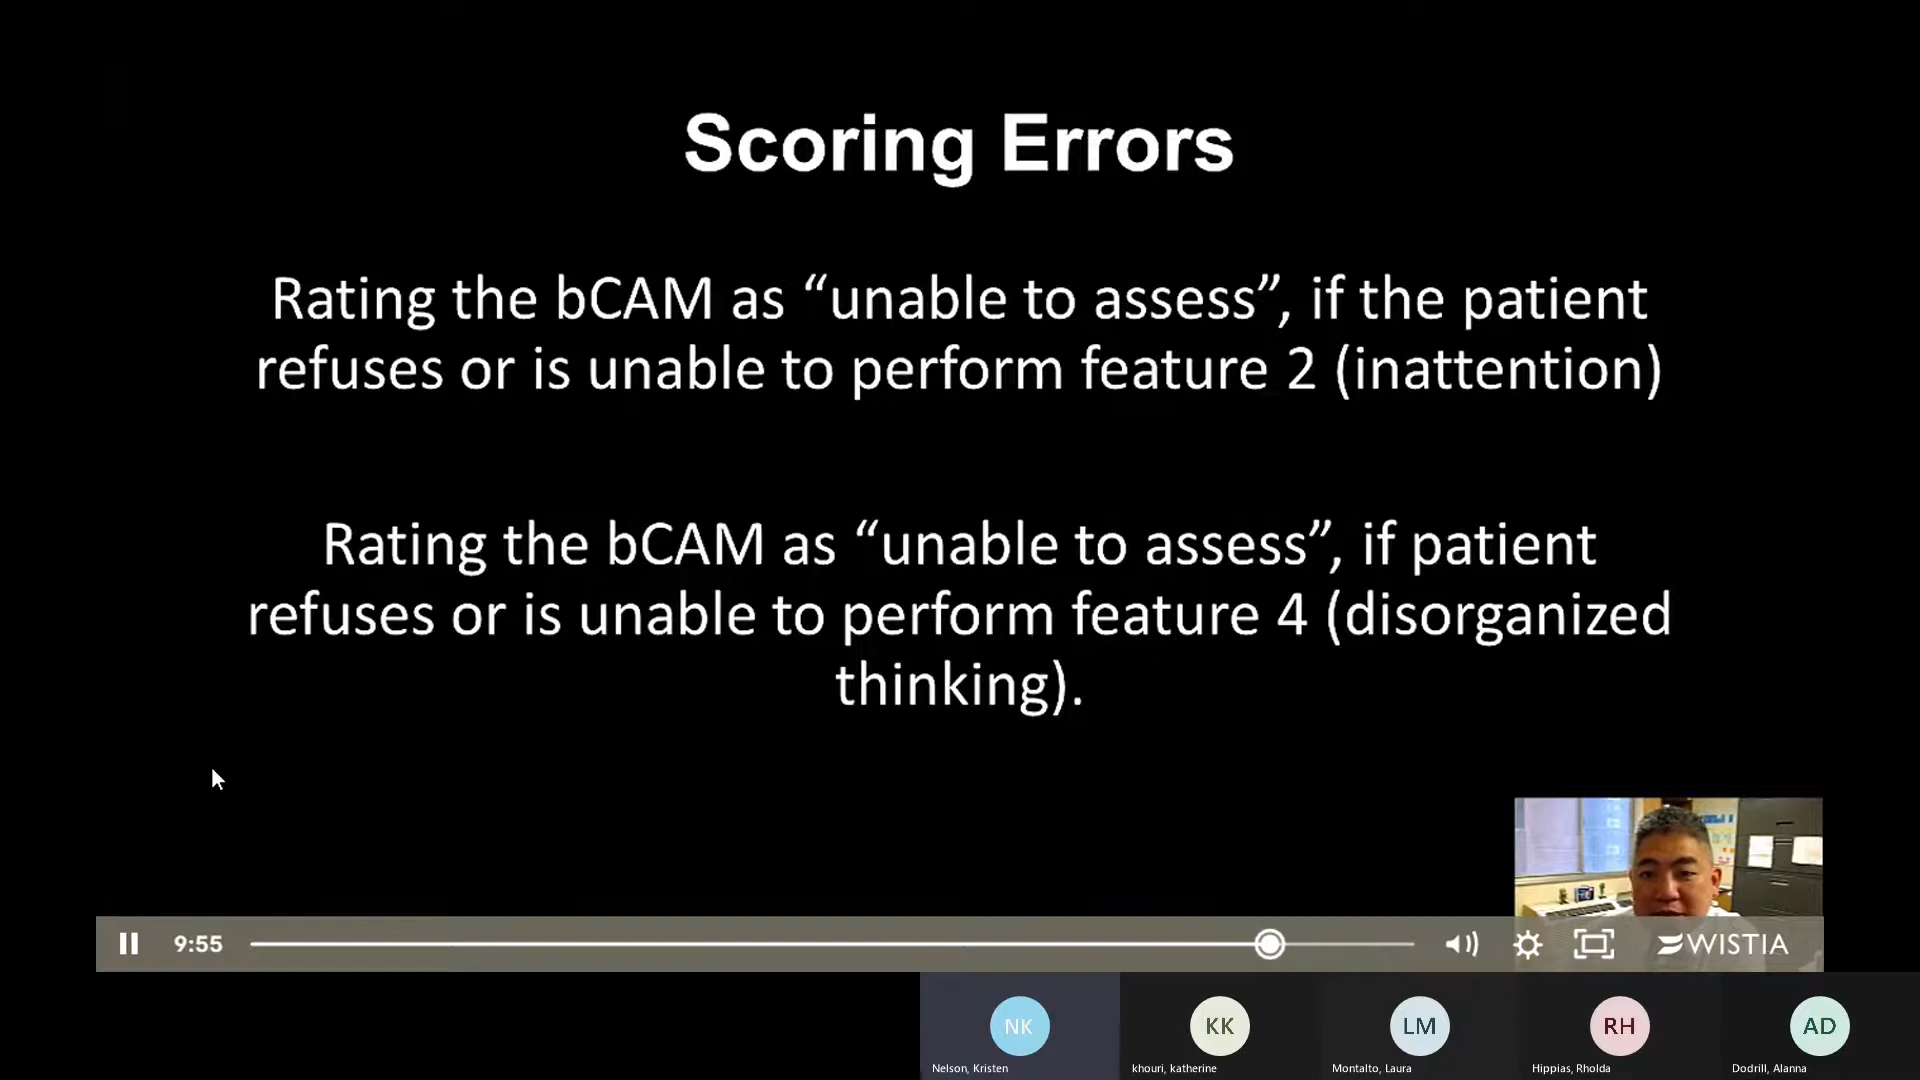 Scoring Errors
Rating the bCAM as “unable to assess”, if the patient
refuses or is unable to perform feature 2 (inattention)
Rating the bCAM as “unable to assess”, if patient
refuses or is unable to perform feature 4 (disorganized
thinking).
9:55
WISTIA
NK
KK
LM
RH
AD
Nelson, Kristen
khouri, katherine
Montalto, Laura
Hippias, Rholda
Dodrill, Alanna